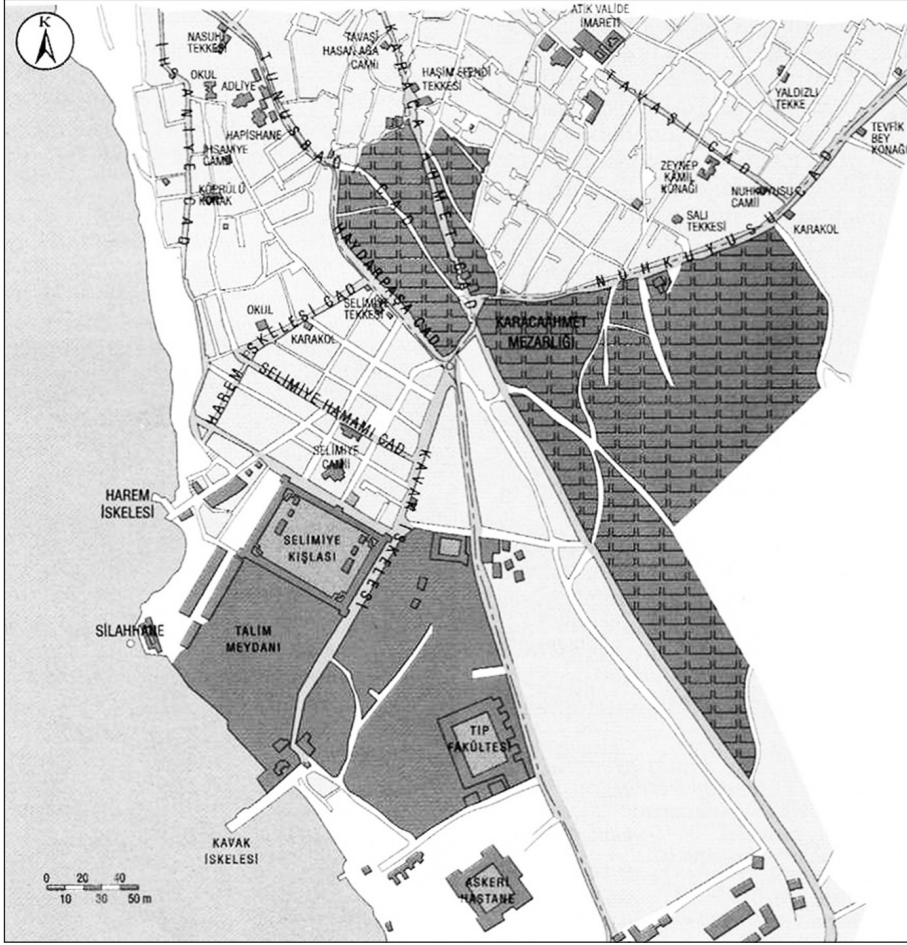 K
ATİK VALİDE
İMARETİ
NASUHİ
TEKKESİ
TAVAŞİ
HASAN AĞA
CAMİİ
HAŞİM EFENDİ
TEKKESİ
KARACA AHMET CAD
TUNUSBAĞI CAD
İHSANİYE CAD
OKUL
ADLİYE
HAPİSHANE
İHSANİYE
CAMİİ
KÖPRÜLÜ
KONAK
TAVAŞİ CAD
YALDIZLI
TEKKE
TEVFİK
BEY
KONAĞI
ZEYNEP
KAMİL
KONAĞI
NUHKUYUSU
CAMİİ
SALI
TEKKESİ
KARAKOL
NUHKUYUSU CAD
HAYDARPAŞA CAD
SELİMİYE
TEKKESİ
OKUL
KARAKOL
HAREM İSKELESİ CAD
KARACAAHMET
MEZARLIĞI
SELİMİYE HAMAMI CAD
SELİMİYE
CAMİİ
KAVAK İSKELESİ
HAREM
İSKELESİ
SELİMİYE
KIŞLASI
SİLAHHANE
TALİM
MEYDANI
TIP
FAKÜLTESİ
KAVAK
İSKELESİ
ASKERİ
HASTANE
0 20 40
10 30 50 m